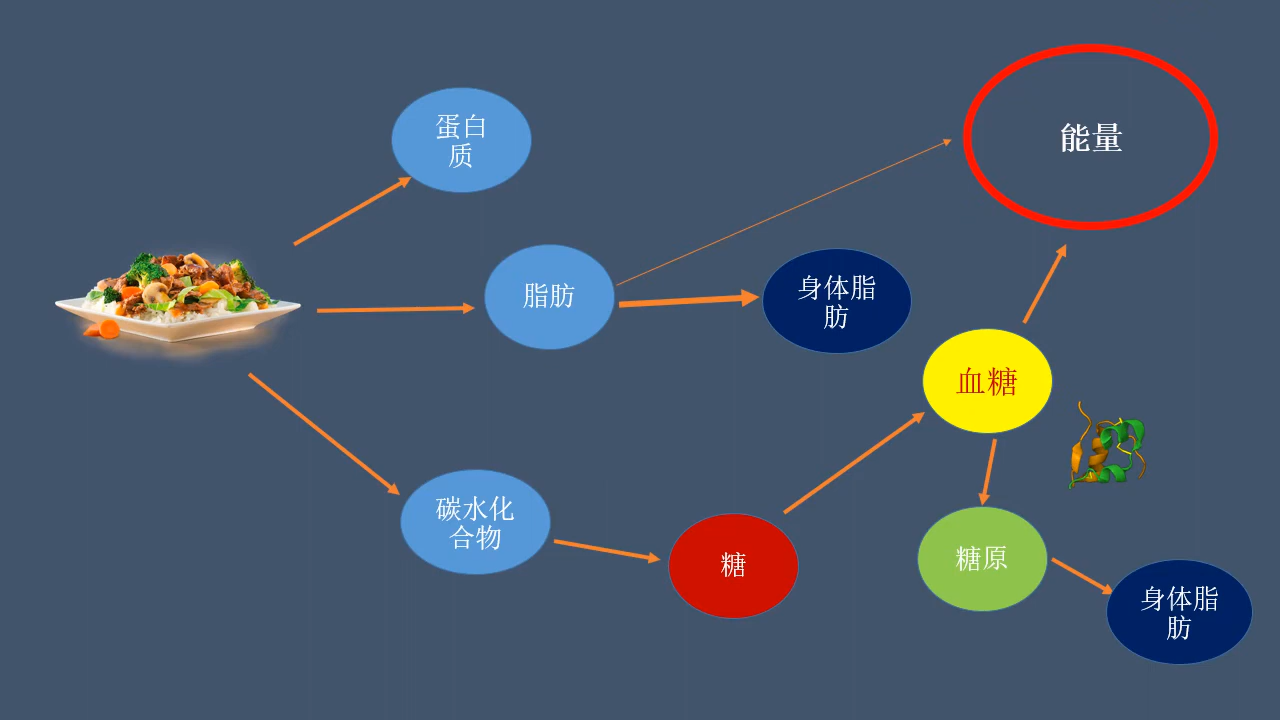 蛋白
质
能量
脂肪
身体脂
肪
血糖
碳水化
合物
糖
糖原
身体脂
肪